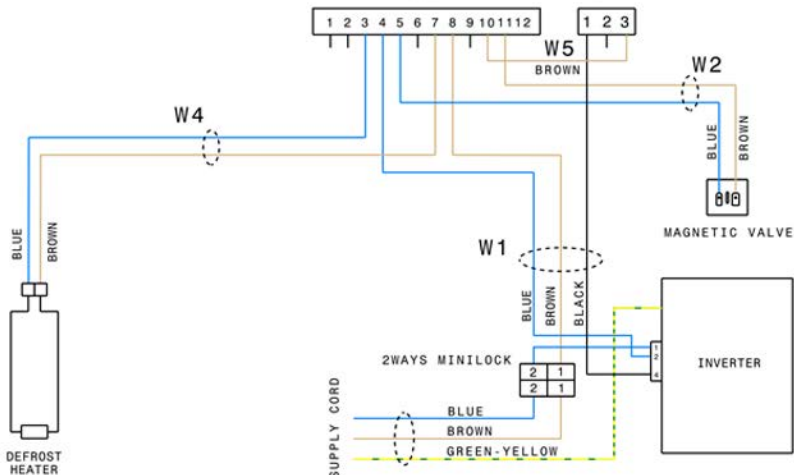 1 2 3 4 5 6 7 8 9 10 11 12
1 2 3
W5
BROWN
W2
W4
BLUE
BROWN
MAGNETIC VALVE
BLUE
BROWN
W1
BLUE
BROWN
BLACK
1
2
4
INVERTER
2WAYS MINILOCK
2 1
2 1
SUPPLY CORD
BLUE
BROWN
GREEN-YELLOW
DEFROST
HEATER